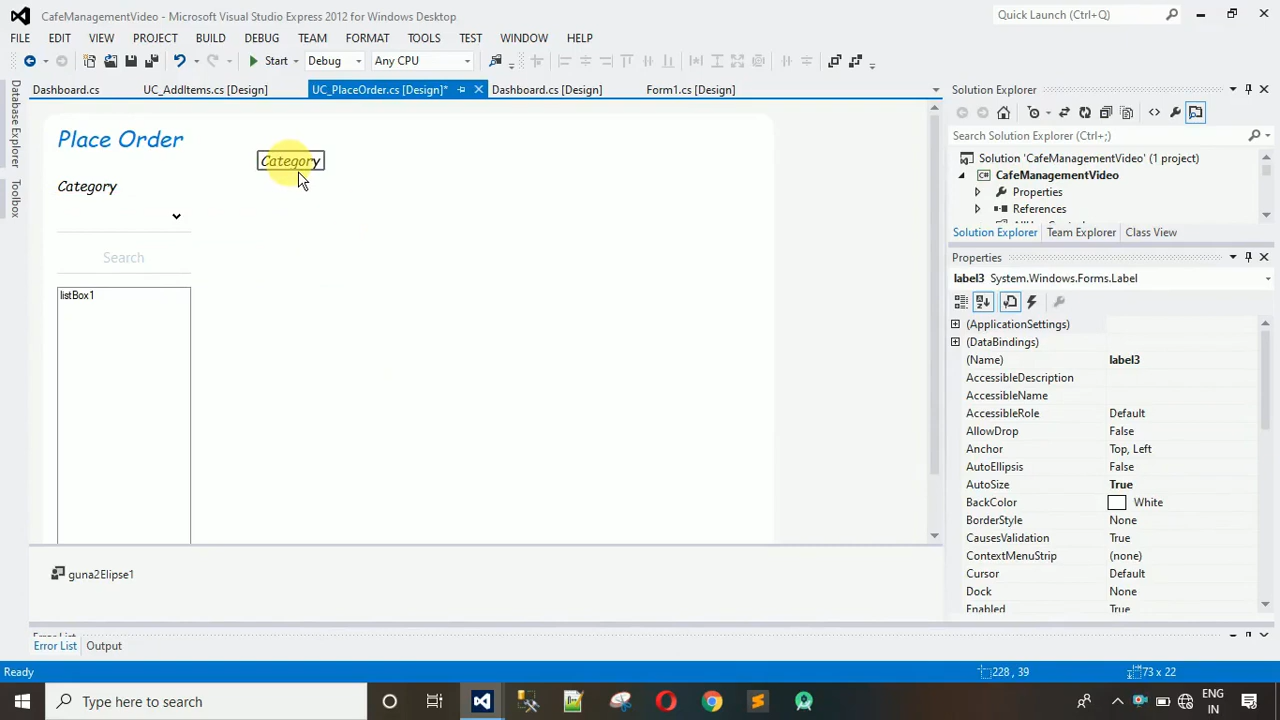 CafeManagementVideo - Microsoft Visual Studio Express 2012 for Windows Desktop
Quick Launch (Ctrl+Q)
FILE EDIT VIEW PROJECT BUILD DEBUG TEAM FORMAT TOOLS TEST WINDOW HELP
Start Debug Any CPU
Dashboard.cs UC_AddItems.cs [Design] UC_PlaceOrder.cs [Design]* Dashboard.cs [Design] Form1.cs [Design]
Database Explorer
Toolbox
Place Order
Category
Category
Search
listBox1
guna2Elipse1
Solution Explorer
Search Solution Explorer (Ctrl+;)
Solution 'CafeManagementVideo' (1 project)
CafeManagementVideo
Properties
References
Solution Explorer Team Explorer Class View
Properties
label3 System.Windows.Forms.Label
(ApplicationSettings)
(DataBindings)
(Name) label3
AccessibleDescription
AccessibleName
AccessibleRole Default
AllowDrop False
Anchor Top, Left
AutoEllipsis False
AutoSize True
BackColor White
BorderStyle None
CausesValidation True
ContextMenuStrip (none)
Cursor Default
Dock None
Enabled True
Error List
Error List Output
Ready 228 , 39 73 x 22
Type here to search
ENG
IN